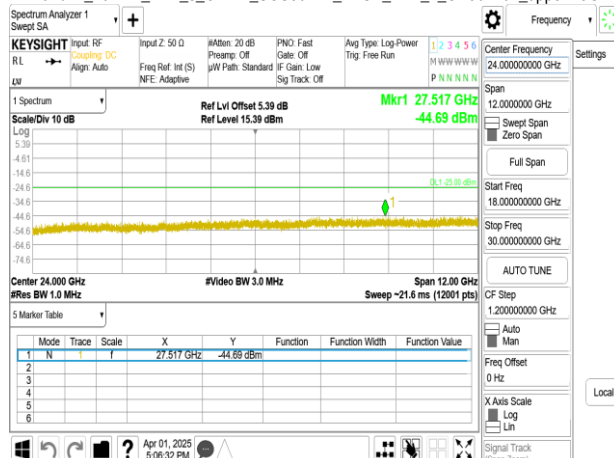 Spectrum Analyzer 1
Swept SA
Frequency
Settings
KEYSIGHT
RL
Input: RF
Coupling: DC
Align: Auto
Input Z: 50 Ω
Freq Ref: Int (S)
NFE: Adaptive
#Atten: 20 dB
Preamp: Off
µW Path: Standard
PNO: Fast
Gate: Off
IF Gain: Low
Sig Track: Off
Avg Type: Log-Power
Trig: Free Run
1 2 3 4 5 6
M W W W W W
P N N N N N
1 Spectrum
Scale/Div 10 dB
Log
Ref Lvl Offset 5.39 dB
Ref Level 15.39 dBm
Mkr1 27.517 GHz
-44.69 dBm
5.39
-4.61
-14.6
-24.6
-34.6
-44.6
-54.6
-64.6
-74.6
DL1 -25.00 dBm
1
Center 24.000 GHz
#Res BW 1.0 MHz
#Video BW 3.0 MHz
Span 12.00 GHz
Sweep ~21.6 ms (12001 pts)
5 Marker Table
Mode Trace Scale X Y Function Function Width Function Value
1 N 1 f 27.517 GHz -44.69 dBm
2
3
4
5
6
Apr 01, 2025
5:06:32 PM
Center Frequency
24.000000000 GHz
Span
12.0000000 GHz
Swept Span
Zero Span
Full Span
Start Freq
18.000000000 GHz
Stop Freq
30.000000000 GHz
AUTO TUNE
CF Step
1.200000000 GHz
Auto
Man
Freq Offset
0 Hz
X Axis Scale
Log
Lin
Signal Track
Local